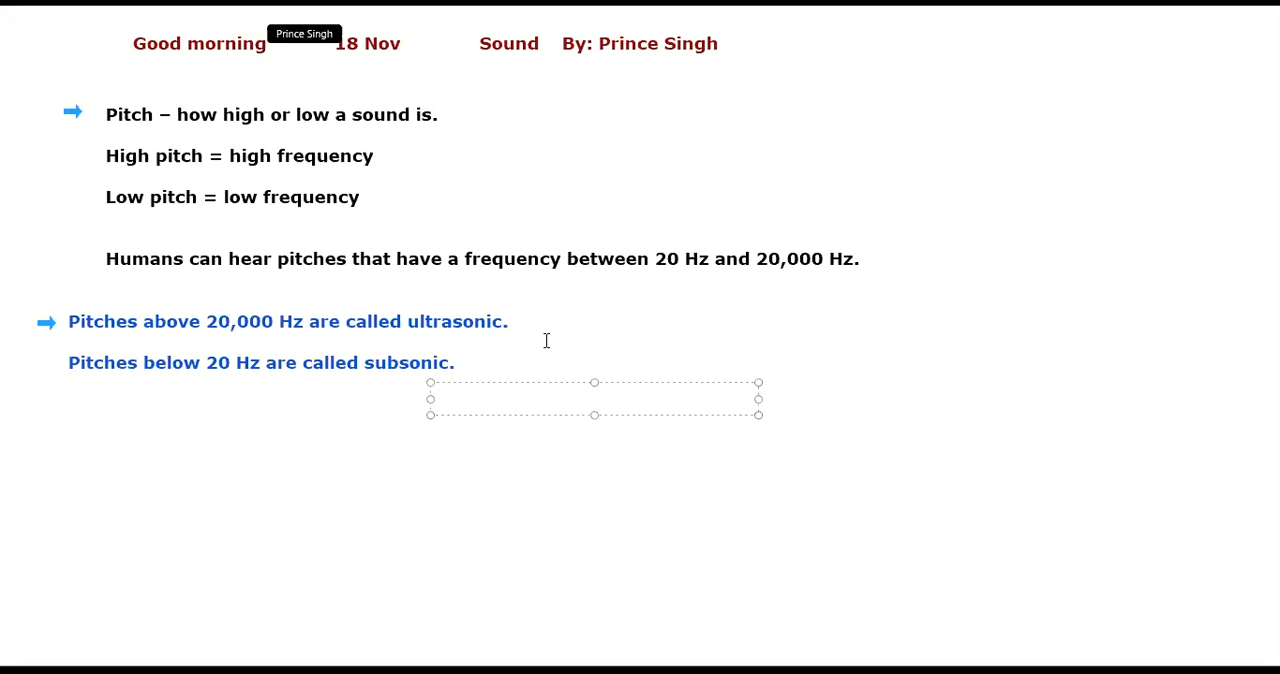 Prince Singh
Good morning 18 Nov Sound By: Prince Singh
Pitch – how high or low a sound is.
High pitch = high frequency
Low pitch = low frequency
Humans can hear pitches that have a frequency between 20 Hz and 20,000 Hz.
Pitches above 20,000 Hz are called ultrasonic.
Pitches below 20 Hz are called subsonic.